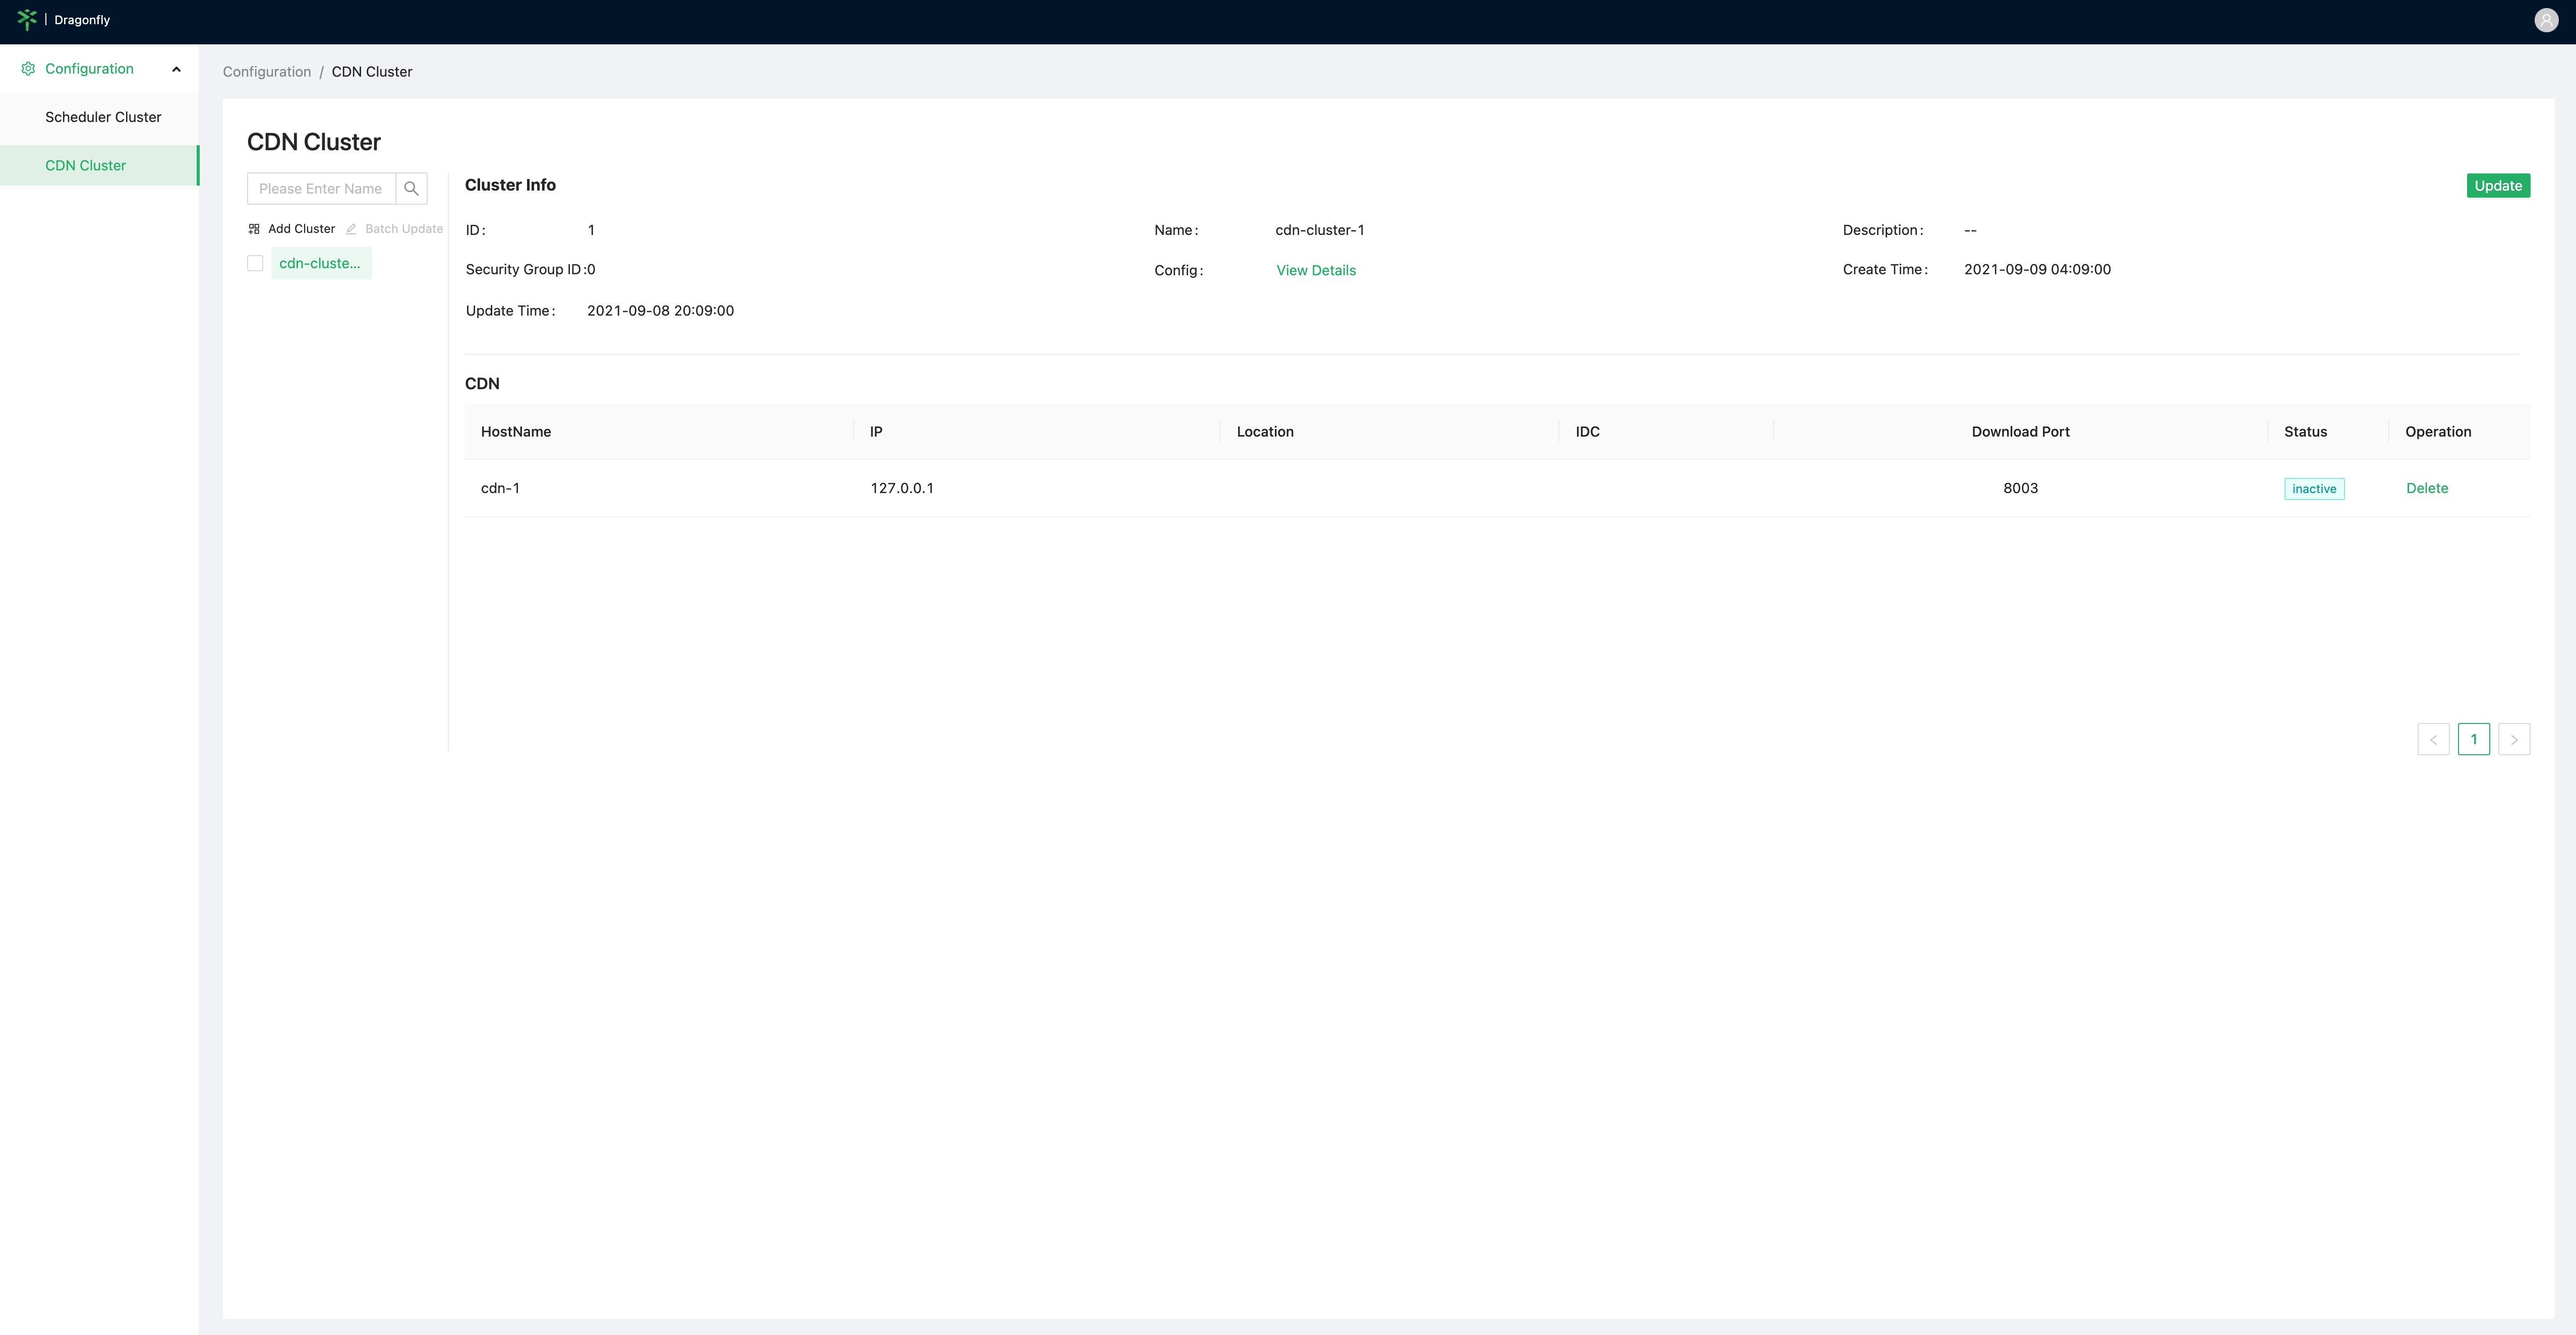 Dragonfly
Configuration
Scheduler Cluster
CDN Cluster
Configuration / CDN Cluster
CDN Cluster
Please Enter Name
Add Cluster Batch Update
cdn-cluste...
Cluster Info
Update
ID: 1 Name: cdn-cluster-1 Description: --
Security Group ID:0 Config: View Details Create Time: 2021-09-09 04:09:00
Update Time: 2021-09-08 20:09:00
CDN
HostName IP Location IDC Download Port Status Operation
cdn-1 127.0.0.1 8003 inactive Delete
< 1 >